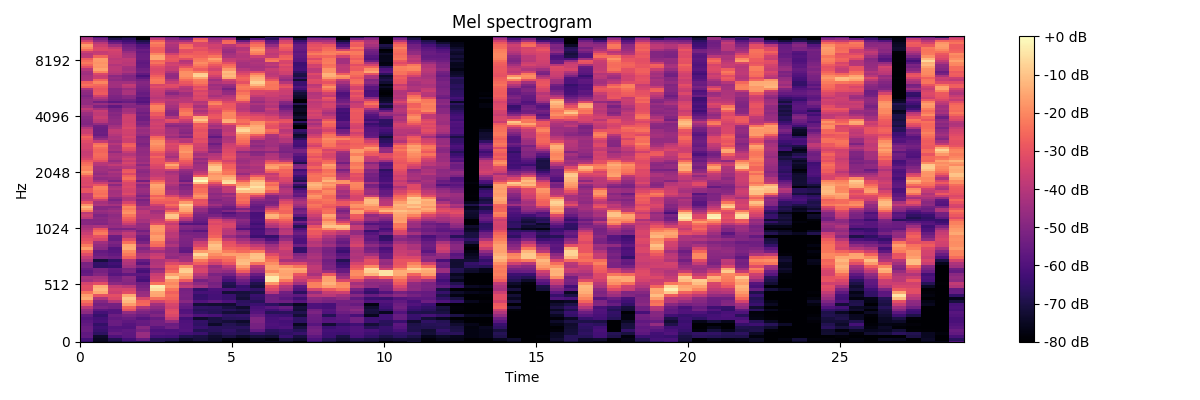 Mel spectrogram
+0 dB
8192
-10 dB
4096
-20 dB
-30 dB
Hz
2048
-40 dB
1024
-50 dB
-60 dB
512
-70 dB
0
-80 dB
0 5 10 15 20 25
Time